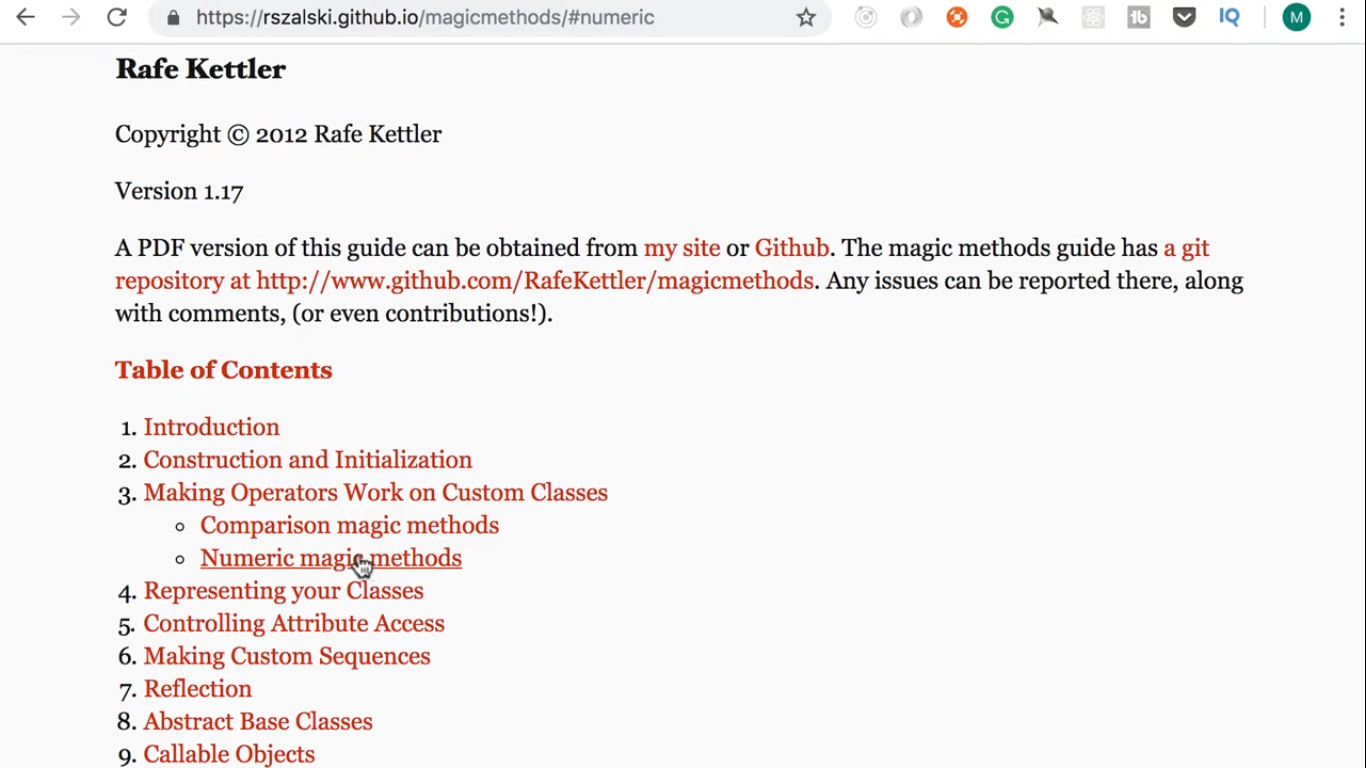 https://rszalski.github.io/magicmethods/#numeric
G
tb
IQ
M
Rafe Kettler
Copyright © 2012 Rafe Kettler
Version 1.17
A PDF version of this guide can be obtained from my site or Github. The magic methods guide has a git
repository at http://www.github.com/RafeKettler/magicmethods. Any issues can be reported there, along
with comments, (or even contributions!).
Table of Contents
1. Introduction
2. Construction and Initialization
3. Making Operators Work on Custom Classes
Comparison magic methods
Numeric magic methods
4. Representing your Classes
5. Controlling Attribute Access
6. Making Custom Sequences
7. Reflection
8. Abstract Base Classes
9. Callable Objects